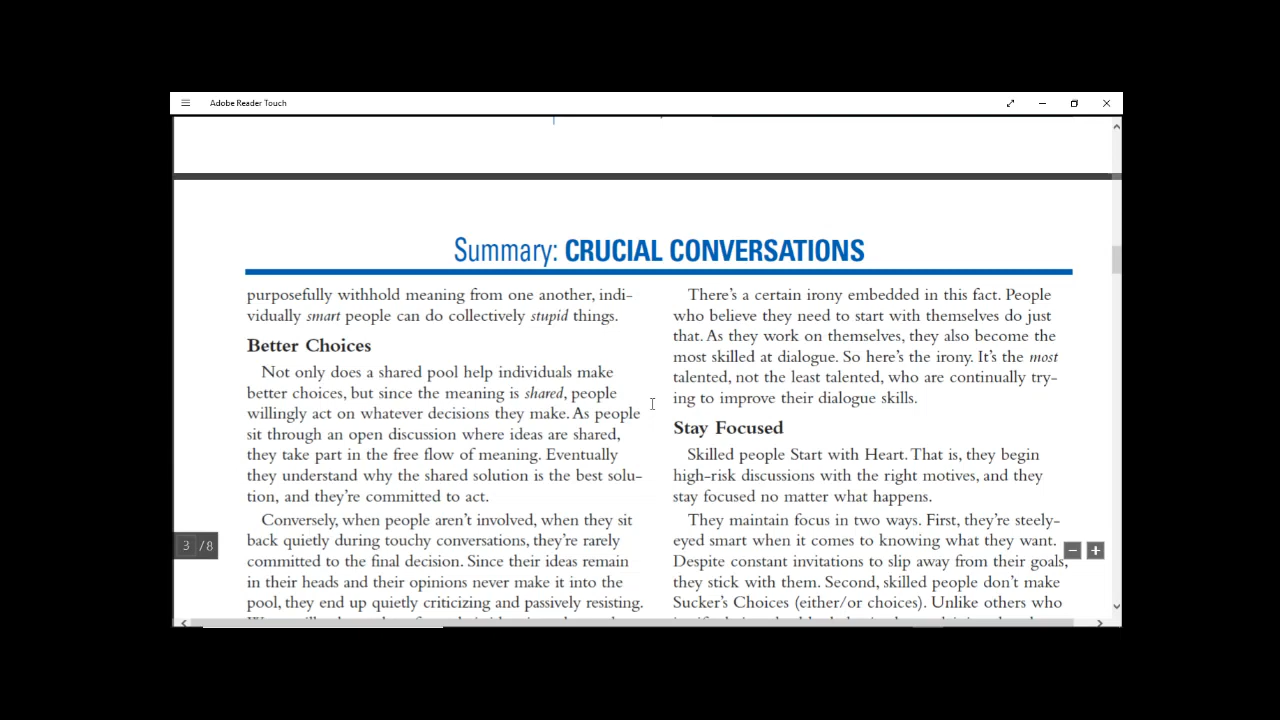 Adobe Reader Touch
Summary: CRUCIAL CONVERSATIONS
purposefully withhold meaning from one another, indi-
vidually smart people can do collectively stupid things.
Better Choices
Not only does a shared pool help individuals make
better choices, but since the meaning is shared, people
willingly act on whatever decisions they make. As people
sit through an open discussion where ideas are shared,
they take part in the free flow of meaning. Eventually
they understand why the shared solution is the best solu-
tion, and they're committed to act.
Conversely, when people aren't involved, when they sit
back quietly during touchy conversations, they're rarely
committed to the final decision. Since their ideas remain
in their heads and their opinions never make it into the
pool, they end up quietly criticizing and passively resisting.
There's a certain irony embedded in this fact. People
who believe they need to start with themselves do just
that. As they work on themselves, they also become the
most skilled at dialogue. So here's the irony. It's the most
talented, not the least talented, who are continually try-
ing to improve their dialogue skills.
Stay Focused
Skilled people Start with Heart. That is, they begin
high-risk discussions with the right motives, and they
stay focused no matter what happens.
They maintain focus in two ways. First, they're steely-
eyed smart when it comes to knowing what they want.
Despite constant invitations to slip away from their goals,
they stick with them. Second, skilled people don't make
Sucker's Choices (either/or choices). Unlike others who
3 /8